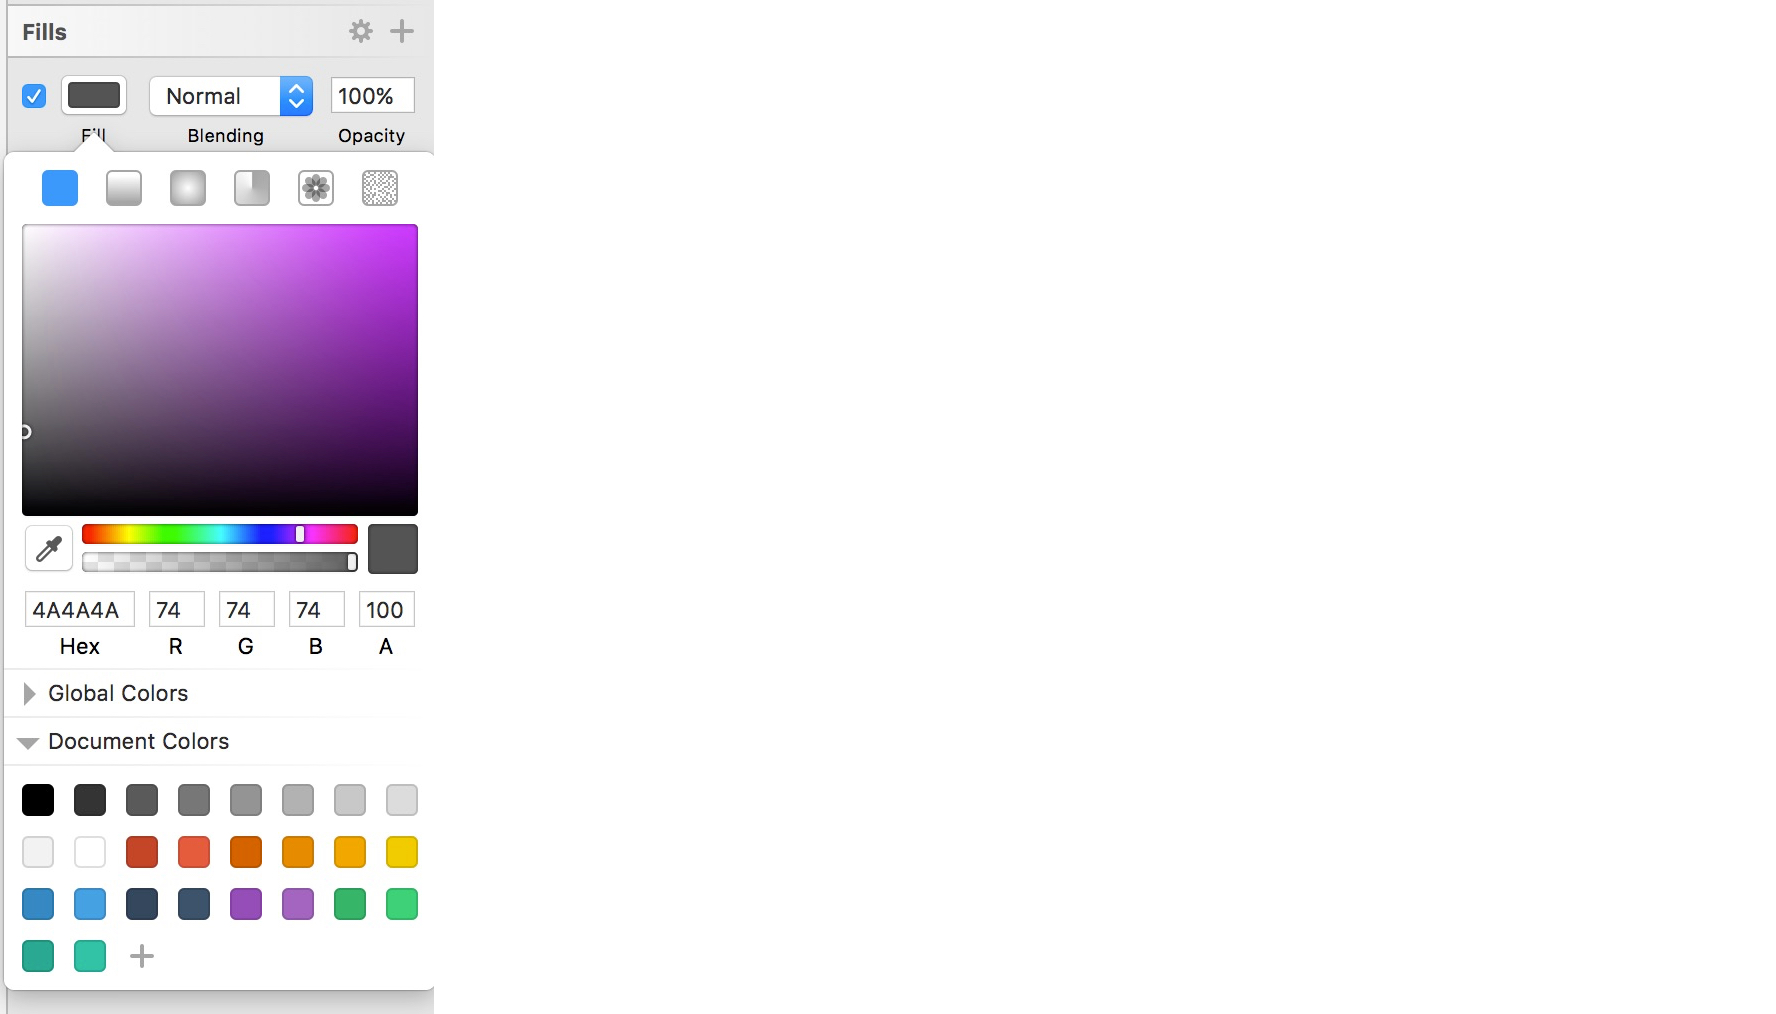 Fills
Normal 100%
Fill Blending Opacity
4A4A4A 74 74 74 100
Hex R G B A
Global Colors
Document Colors